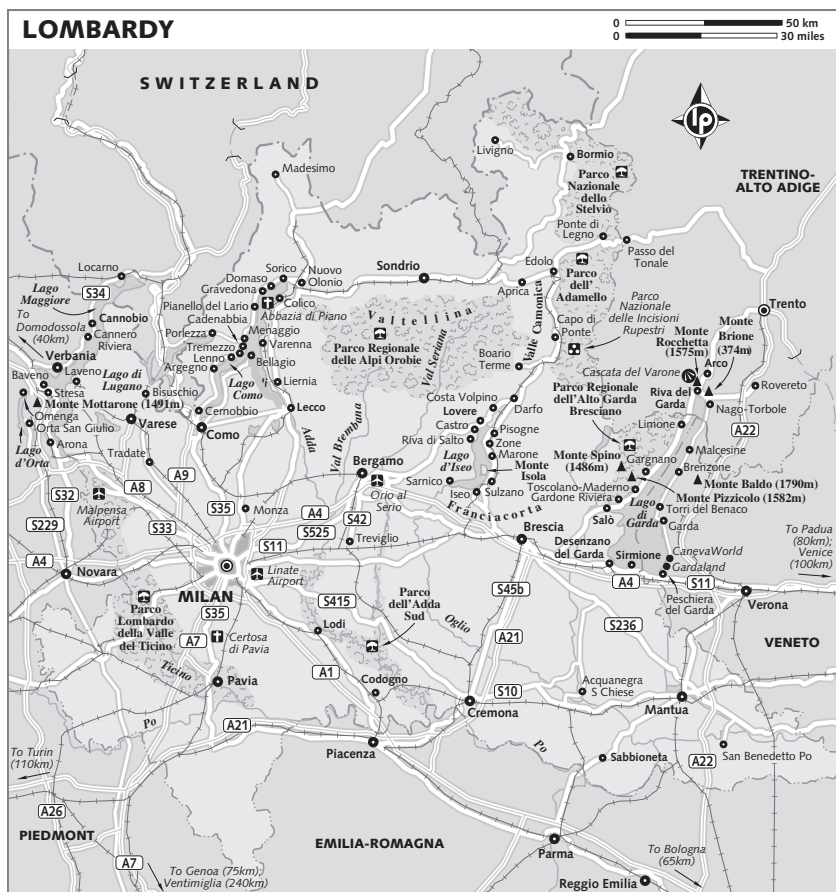 LOMBARDY
0 50 km
0 30 miles
SWITZERLAND
lp
Livigno
Bormio
Parco
Nazionale
dello
Stelvio
TRENTINO-
ALTO ADIGE
Madesimo
Ponte di
Legno
Passo del
Tonale
Locarno
Sorico
Domaso
Gravedona
Nuovo
Olonio
Sondrio
Edolo
Aprica
Parco
dell'
Adamello
Lago
Maggiore
S34
Pianello del Lario
Colico
Abbazia di Piano
Cadenabbia
Valtellina
Valle Camonica
Capo di
Ponte
Parco
Nazionale
delle Incisioni
Rupestri
Trento
To
Domodossola
(40km)
Cannobio
Cannero
Riviera
Porlezza
Menaggio
Varenna
Tremezzo
Lenno
Bellagio
Argegno
Parco Regionale
delle Alpi Orobie
Val Seriana
Boario
Terme
Monte
Rocchetta
(1575m)
Monte
Brione
(374m)
Arco
Cascata del Varone
Verbania
Laveno
Baveno
Stresa
Lago di
Lugano
Bisuschio
Lago
Como
Liernia
Parco Regionale
dell'Alto Garda
Bresciano
Riva del
Garda
Rovereto
Nago-Torbole
Monte Mottarone (1491m)
Omenga
Orta San Giulio
Cernobbio
Lecco
Costa Volpino
Darfo
Lovere
Castro
Pisogne
Riva di Salto
Zone
Marone
Limone
A22
Varese
Como
Adda
Val Btembana
Arona
Lago
d'Orta
Tradate
A9
Bergamo
Lago
d'Iseo
Monte
Isola
Monte Spino
(1486m)
Gargnano
Malcesine
Brenzone
Monte Baldo (1790m)
Monte Pizzicolo (1582m)
S32
A8
Malpensa
Airport
S35
Monza
Orio al
Serio
Sarnico
Iseo
Sulzano
Toscolano-Maderno
Gardone Riviera
Torri del Benaco
S229
S33
A4
S42
S525
Franciacorta
Salò
Lago
di
Garda
Garda
S11
Treviglio
Brescia
Desenzano
del Garda
Sirmione
CanevaWorld
Gardaland
To Padua
(80km);
Venice
(100km)
A4
Novara
MILAN
Linate
Airport
A4
S11
Peschiera
del Garda
Verona
Parco
Lombardo
della Valle
del Ticino
S35
A7
Certosa
di Pavia
S415
Lodi
Parco
dell'Adda
Sud
Oglio
S45b
A21
S236
VENETO
Ticino
Pavia
A1
Codogno
S10
Acquanegra
S Chiese
Cremona
Mantua
Po
A21
Piacenza
Po
Sabbioneta
San Benedetto Po
A22
To Turin
(110km)
A26
PIEDMONT
EMILIA-ROMAGNA
Parma
To Bologna
(65km)
A7
To Genoa (75km);
Ventimiglia (240km)
Reggio Emilia